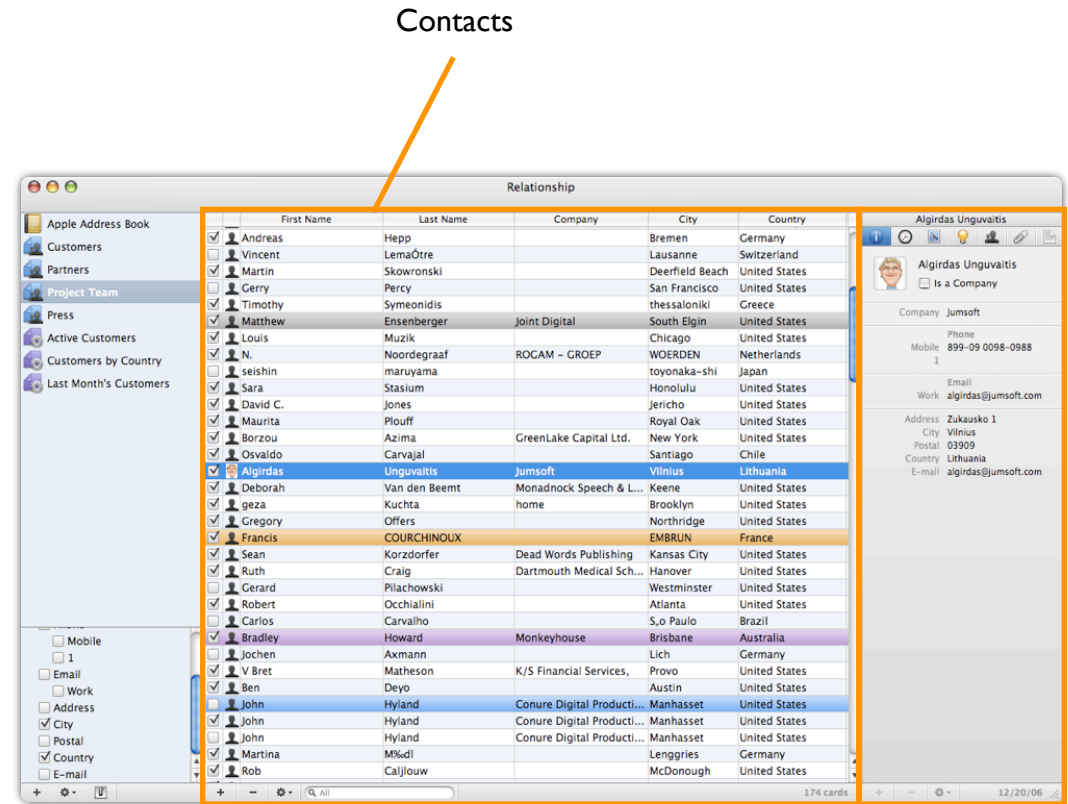 Contacts
Relationship
Apple Address Book
Customers
Partners
Project Team
Press
Active Customers
Customers by Country
Last Month's Customers
Phone
Mobile
1
Email
Work
Address
City
Postal
Country
E-mail
First Name Last Name Company City Country
Andreas Hepp Bremen Germany
Vincent LemaÓtre Lausanne Switzerland
Martin Skowronski Deerfield Beach United States
Gerry Percy San Francisco United States
Timothy Symeonidis thessaloniki Greece
Matthew Ensenberger Joint Digital South Elgin United States
Louis Muzik Chicago United States
N. Noordegraaf ROGAM - GROEP WOERDEN Netherlands
seishin maruyama toyonaka-shi Japan
Sara Stasium Honolulu United States
David C. Jones Jericho United States
Maurita Plouff Royal Oak United States
Borzou Azima GreenLake Capital Ltd. New York United States
Osvaldo Carvajal Santiago Chile
Algirdas Unguvaitis Jumsoft Vilnius Lithuania
Deborah Van den Beemt Monadnock Speech & L... Keene United States
geza Kuchta home Brooklyn United States
Gregory Offers Northridge United States
Francis COURCHINOUX EMBRUN France
Sean Korzdorfer Dead Words Publishing Kansas City United States
Ruth Craig Dartmouth Medical Sch... Hanover United States
Gerard Pilachowski Westminster United States
Robert Occhialini Atlanta United States
Carlos Carvalho S„o Paulo Brazil
Bradley Howard Monkeyhouse Brisbane Australia
Jochen Axmann Lich Germany
V Bret Matheson K/S Financial Services, Provo United States
Ben Deyo Austin United States
John Hyland Conure Digital Producti... Manhasset United States
John Hyland Conure Digital Producti... Manhasset United States
John Hyland Conure Digital Producti... Manhasset United States
Martina M‰d! Lenggries Germany
Rob Caljlouw McDonough United States
All
174 cards
Algirdas Unguvaitis
Algirdas Unguvaitis
Is a Company
Company Jumsoft
Phone
Mobile 899-09 0098-0988
1
Email
Work algirdas@jumsoft.com
Address Zukausko 1
City Vilnius
Postal 03909
Country Lithuania
E-mail algirdas@jumsoft.com
12/20/06